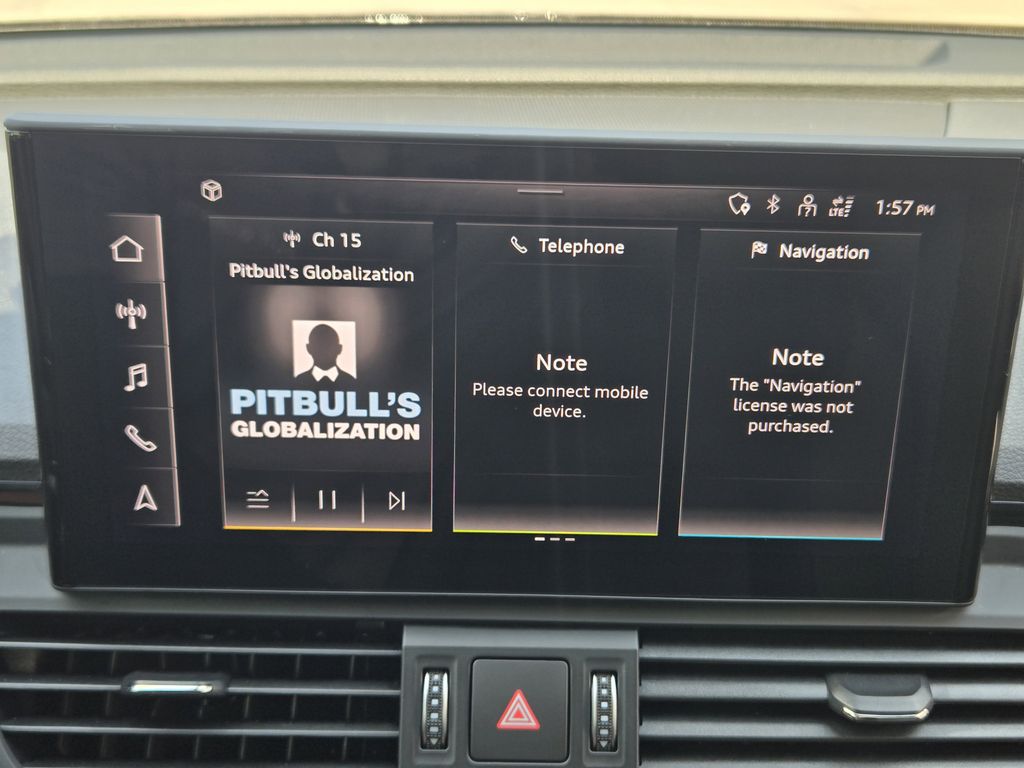 LTE
1:57 PM
Ch 15
Pitbull's Globalization
PITBULL'S
GLOBALIZATION
Telephone
Note
Please connect mobile
device.
Navigation
Note
The "Navigation"
license was not
purchased.